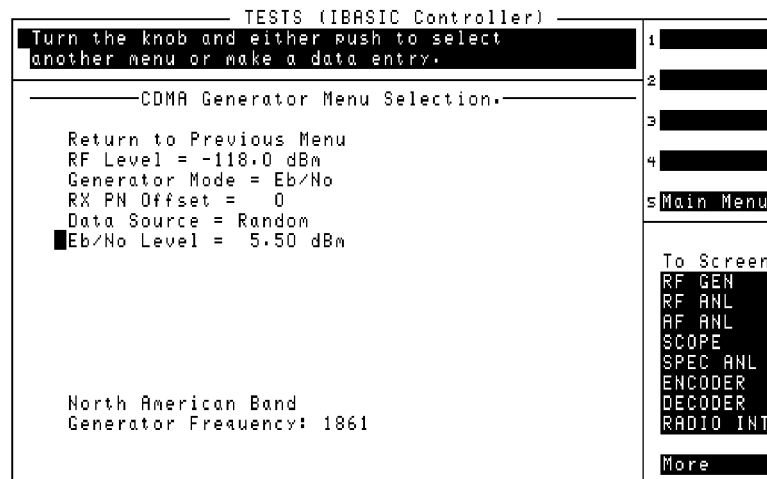 TESTS (IBASIC Controller)
Turn the knob and either push to select
another menu or make a data entry.
CDMA Generator Menu Selection.
Return to Previous Menu
RF Level = -118.0 dBm
Generator Mode = Eb/No
RX PN Offset = 0
Data Source = Random
Eb/No Level = 5.50 dBm
North American Band
Generator Frequency: 1861
1
2
3
4
5 Main Menu
To Screen
RF GEN
RF ANL
AF ANL
SCOPE
SPEC ANL
ENCODER
DECODER
RADIO INT
More